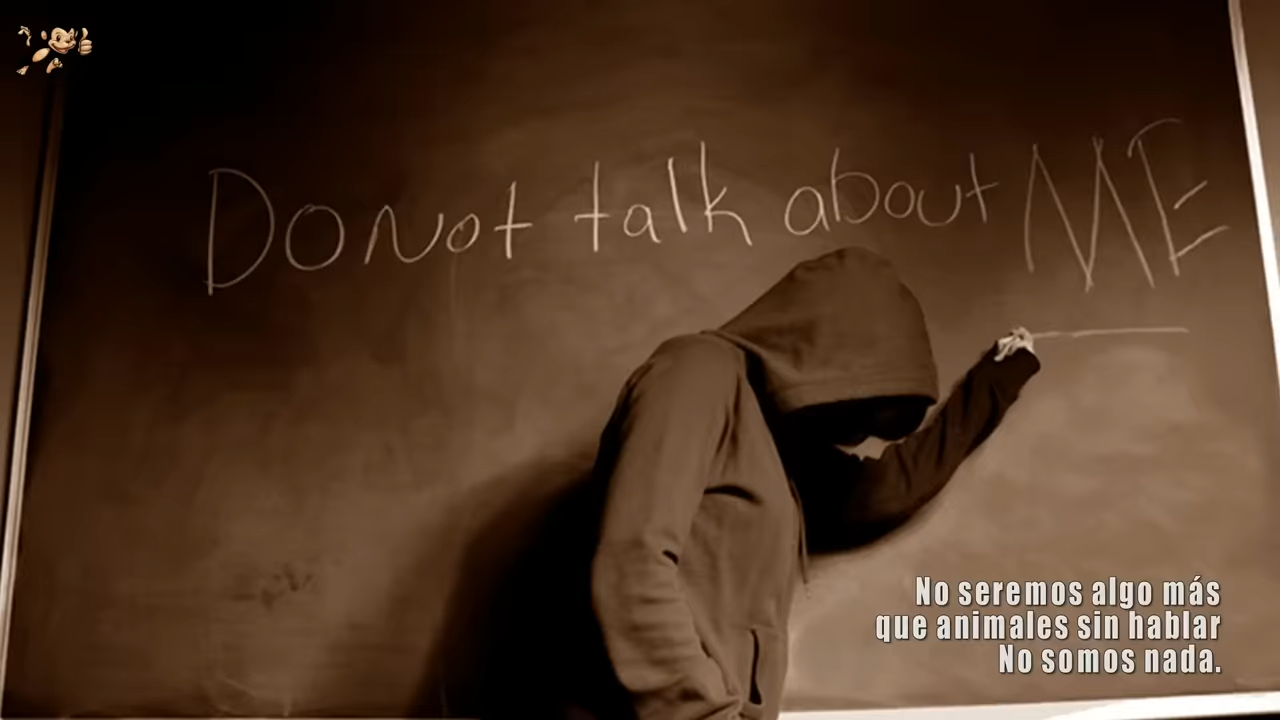 Do Not talk about ME
No seremos algo más
que animales sin hablar
No somos nada.